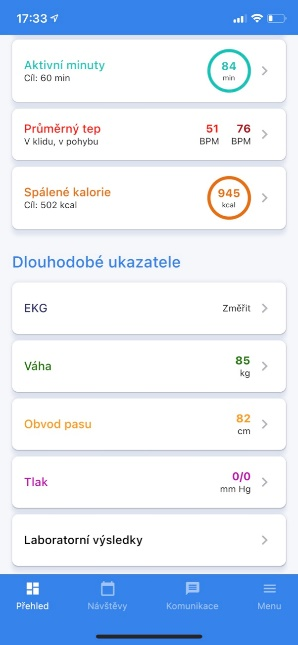 17:33
Aktivní minuty
Cíl: 60 min
84
min
Průměrný tep
V klidu, v pohybu
51 76
BPM BPM
Spálené kalorie
Cíl: 502 kcal
945
kcal
Dlouhodobé ukazatele
EKG
Změřit
Váha
85
kg
Obvod pasu
82
cm
Tlak
0/0
mm Hg
Laboratorní výsledky
Přehled Návštěvy Komunikace Menu